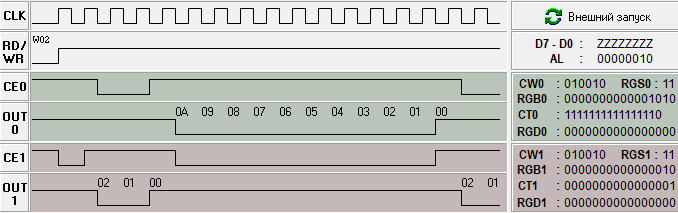 CLK
Внешний запуск
RD/
WR
W02
D7 - D0 : ZZZZZZZZ
AL : 00000010
CE0
CW0 : 010010 RGS0 : 11
RGB0 : 0000000000001010
OUT
0
0A 09 08 07 06 05 04 03 02 01 00
CT0 : 1111111111111110
RGD0 : 0000000000000000
CE1
CW1 : 010010 RGS1 : 11
RGB1 : 0000000000000010
OUT
1
02 01 00 02 01
CT1 : 0000000000000001
RGD1 : 0000000000000000